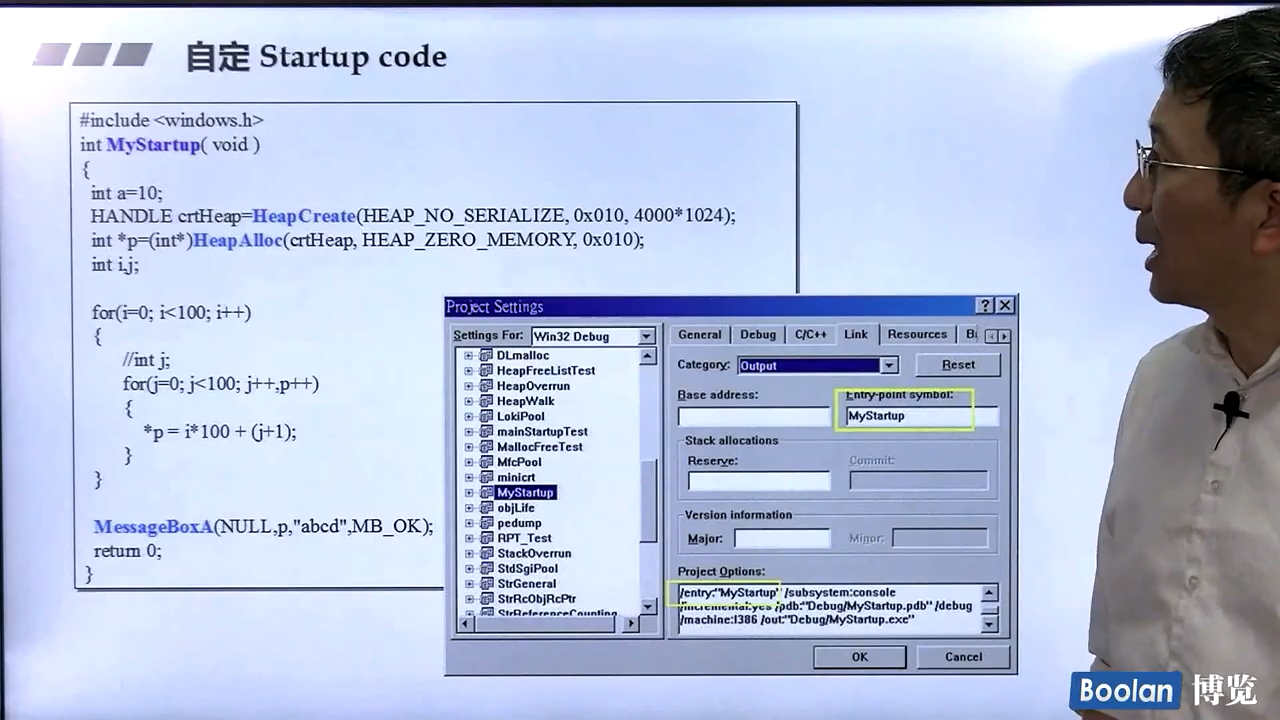 自定 Startup code
#include <windows.h>
int MyStartup( void )
{
int a=10;
HANDLE crtHeap=HeapCreate(HEAP_NO_SERIALIZE, 0x010, 4000*1024);
int *p=(int*)HeapAlloc(crtHeap, HEAP_ZERO_MEMORY, 0x010);
int i,j;
for(i=0; i<100; i++)
{
//int j;
for(j=0; j<100; j++,p++)
{
*p = i*100 + (j+1);
}
}
MessageBoxA(NULL,p,"abcd",MB_OK);
return 0;
}
Project Settings
Settings For: Win32 Debug
DLmalloc
HeapFreeListTest
HeapOverrun
HeapWalk
LokiPool
mainStartupTest
MallocFreeTest
MfcPool
minicrt
MyStartup
objLife
pedump
RPT_Test
StackOverrun
StdSgiPool
StrGeneral
StrRcObjRcPtr
StrReferenceCounting
General Debug C/C++ Link Resources
Category: Output Reset
Base address: Entry-point symbol:
MyStartup
Stack allocations
Reserve: Commit:
Version information
Major: Minor:
Project Options:
/entry:"MyStartup" /subsystem:console
/incremental:yes /pdb:"Debug/MyStartup.pdb" /debug
/machine:I386 /out:"Debug/MyStartup.exe"
OK Cancel
Boolan 博览